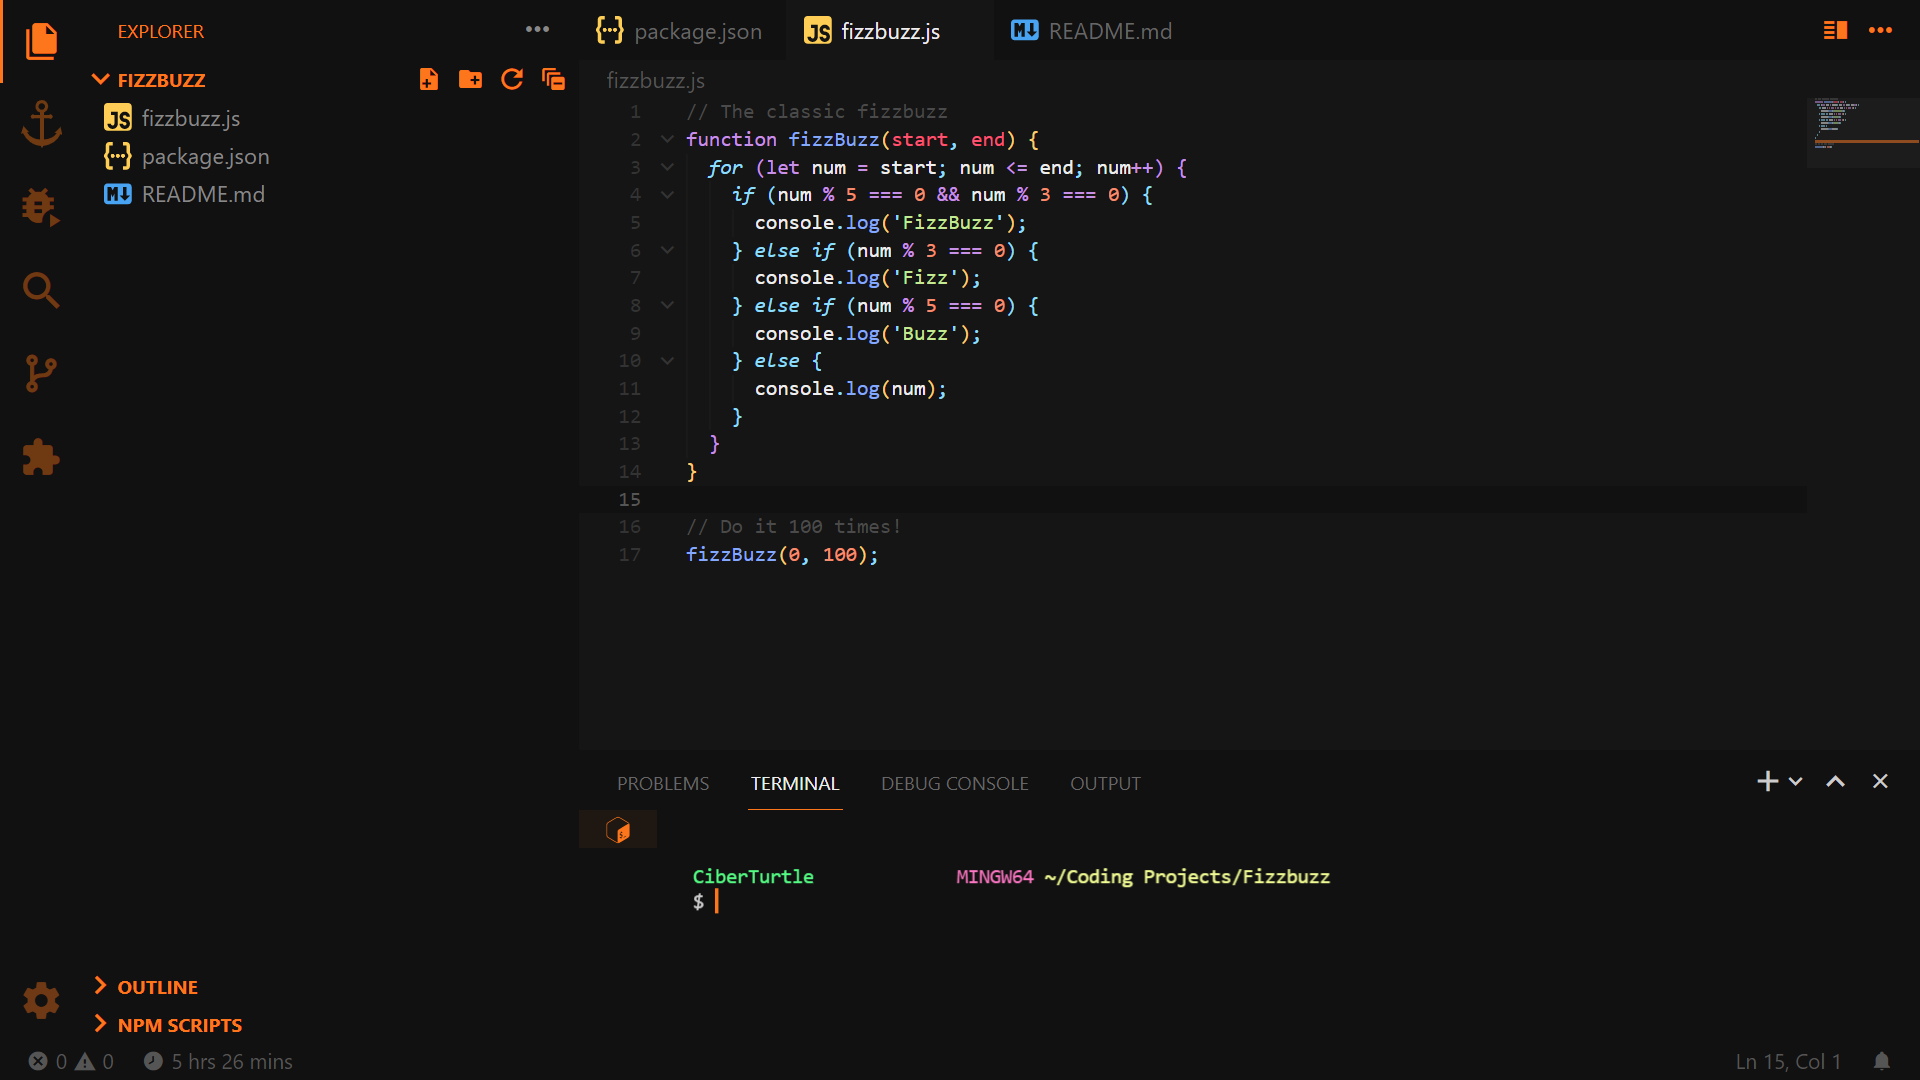 EXPLORER
FIZZBUZZ
JS fizzbuzz.js
package.json
README.md
package.json
JS fizzbuzz.js
README.md
fizzbuzz.js
1 // The classic fizzbuzz
2 function fizzBuzz(start, end) {
3 for (let num = start; num <= end; num++) {
4 if (num % 5 === 0 && num % 3 === 0) {
5 console.log('FizzBuzz');
6 } else if (num % 3 === 0) {
7 console.log('Fizz');
8 } else if (num % 5 === 0) {
9 console.log('Buzz');
10 } else {
11 console.log(num);
12 }
13 }
14 }
15
16 // Do it 100 times!
17 fizzBuzz(0, 100);
PROBLEMS TERMINAL DEBUG CONSOLE OUTPUT
CiberTurtle MINGW64 ~/Coding Projects/Fizzbuzz
$
OUTLINE
NPM SCRIPTS
0 0 5 hrs 26 mins
Ln 15, Col 1